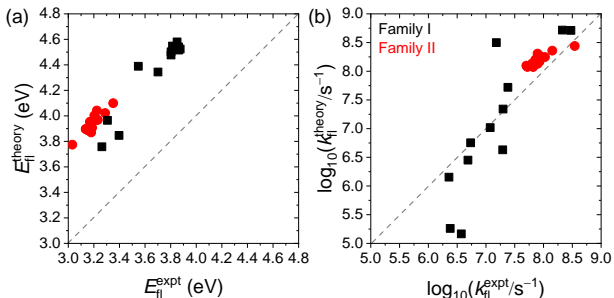 (a)
4.8
4.6
4.4
4.2
4.0
3.8
3.6
3.4
3.2
3.0
E_fl^theory (eV)
3.0 3.2 3.4 3.6 3.8 4.0 4.2 4.4 4.6 4.8
E_fl^expt (eV)
(b)
Family I
Family II
9.0
8.5
8.0
7.5
7.0
6.5
6.0
5.5
5.0
log10(k_fl^theory/s^−1)
5.0 5.5 6.0 6.5 7.0 7.5 8.0 8.5 9.0
log10(k_fl^expt/s^−1)